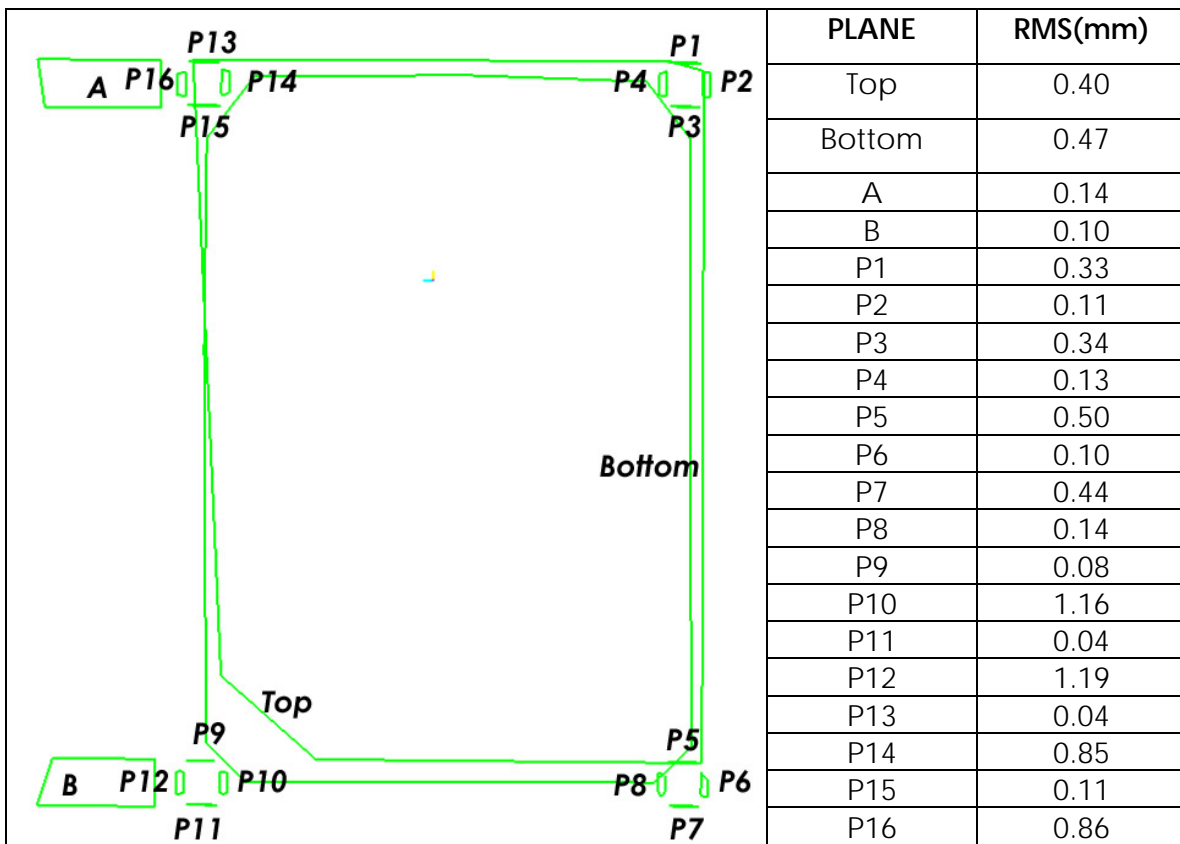 P13 P1
A P16 P14 P4 P2
P15 P3
Bottom
Top
P9 P5
B P12 P10 P8 P6
P11 P7
PLANE RMS(mm)
Top 0.40
Bottom 0.47
A 0.14
B 0.10
P1 0.33
P2 0.11
P3 0.34
P4 0.13
P5 0.50
P6 0.10
P7 0.44
P8 0.14
P9 0.08
P10 1.16
P11 0.04
P12 1.19
P13 0.04
P14 0.85
P15 0.11
P16 0.86